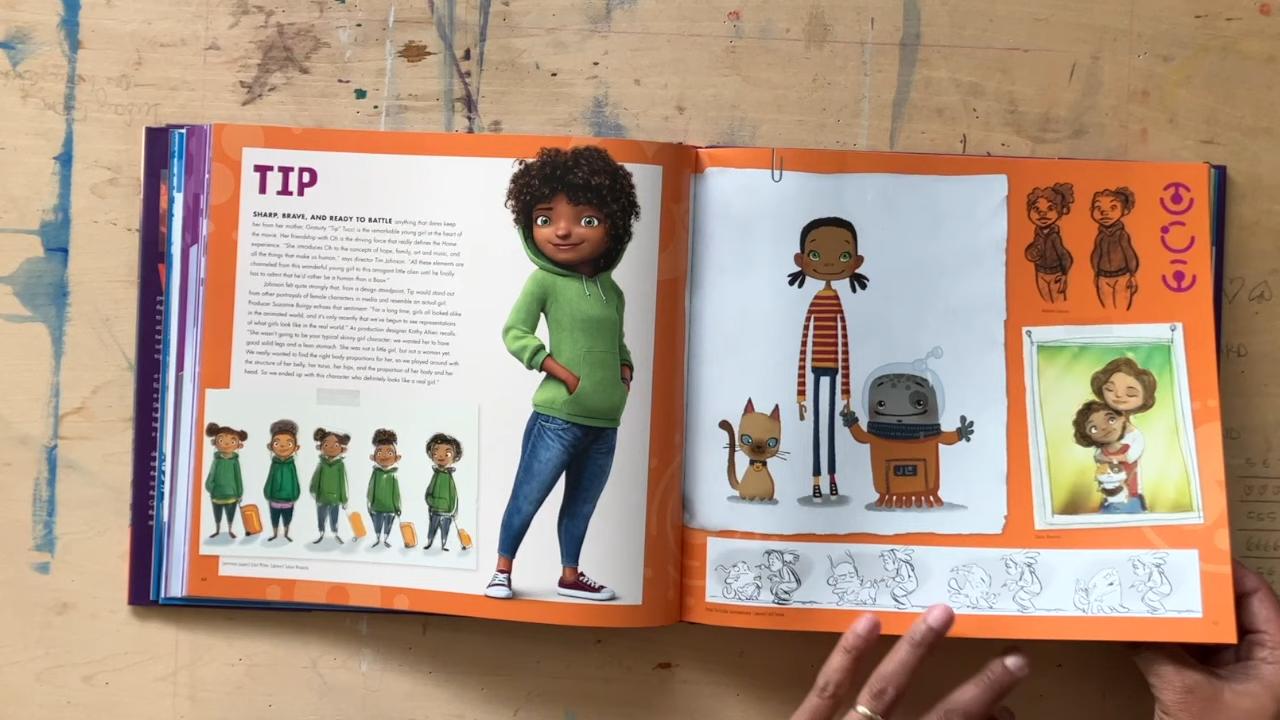 TIP
SHARP, BRAVE, AND READY TO BATTLE anything that dares keep
her from her mother, Gratuity "Tip" Tucci is the remarkable young girl at the heart of
the movie. Her friendship with Oh is the driving force that really defines the Home
experience. "She introduces Oh to the concepts of hope, family, art and music, and
all the things that make us human," says director Tim Johnson. "All these elements are
channeled from this wonderful young girl to this arrogant little alien until he finally
has to admit that he'd rather be a human than a Boov."
Johnson felt quite strongly that, from a design standpoint, Tip would stand out
from other portrayals of female characters in media and resemble an actual girl.
Producer Suzanne Buirgy echoes that sentiment: "For a long time, girls all looked alike
in the animated world, and it's only recently that we've begun to see representations
of what girls look like in the real world." As production designer Kathy Altieri recalls,
"She wasn't going to be your typical skinny girl character; we wanted her to have
good solid legs and a lean stomach. She was not a little girl, but not a woman yet.
We really wanted to find the right body proportions for her, so we played around with
the structure of her belly, her torso, her hips, and the proportion of her body and her
head. So we ended up with this character who definitely looks like a real girl."